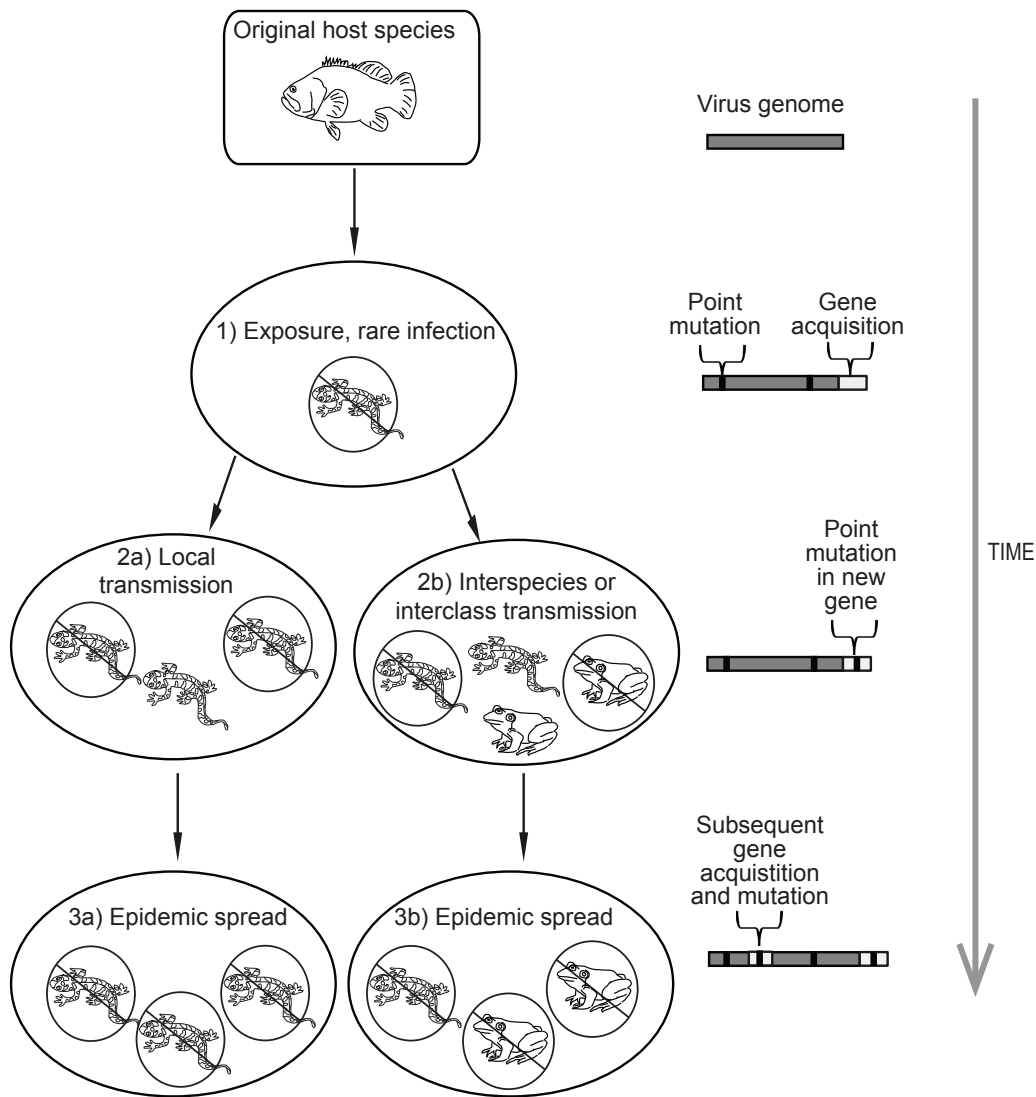 Original host species
Virus genome
1) Exposure, rare infection
Point
mutation
Gene
acquisition
2a) Local
transmission
2b) Interspecies or
interclass transmission
Point
mutation
in new
gene
TIME
3a) Epidemic spread
3b) Epidemic spread
Subsequent
gene
acquistition
and mutation